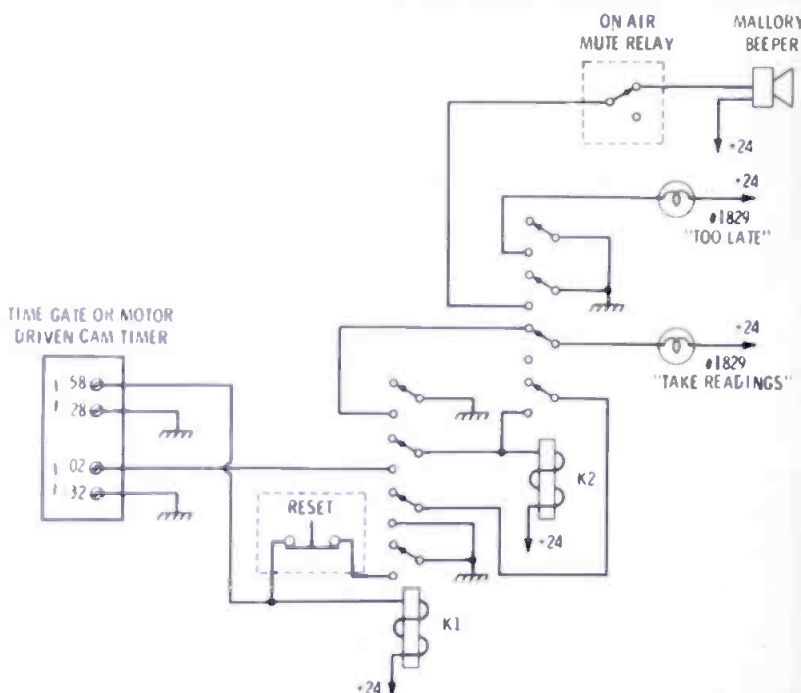 ON AIR
MUTE RELAY
MALLORY
BEEPER
+24
+24
#1829
"TOO LATE"
TIME GATE OR MOTOR
DRIVEN CAM TIMER
+24
#1829
"TAKE READINGS"
58
28
02
32
RESET
K2
+24
K1
+24